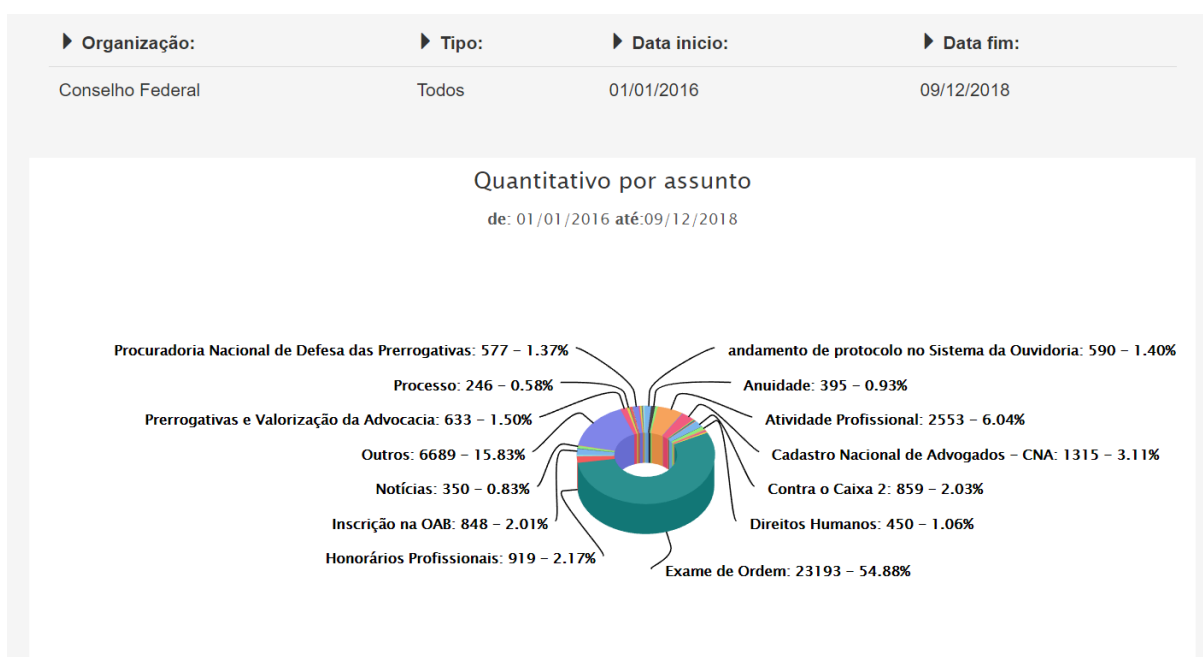 Organização: Tipo: Data inicio: Data fim:
Conselho Federal Todos 01/01/2016 09/12/2018
Quantitativo por assunto
de: 01/01/2016 até:09/12/2018
Procuradoria Nacional de Defesa das Prerrogativas: 577 – 1.37%
andamento de protocolo no Sistema da Ouvidoria: 590 – 1.40%
Processo: 246 – 0.58%
Anuidade: 395 – 0.93%
Prerrogativas e Valorização da Advocacia: 633 – 1.50%
Atividade Profissional: 2553 – 6.04%
Outros: 6689 – 15.83%
Cadastro Nacional de Advogados – CNA: 1315 – 3.11%
Notícias: 350 – 0.83%
Contra o Caixa 2: 859 – 2.03%
Inscrição na OAB: 848 – 2.01%
Direitos Humanos: 450 – 1.06%
Honorários Profissionais: 919 – 2.17%
Exame de Ordem: 23193 – 54.88%